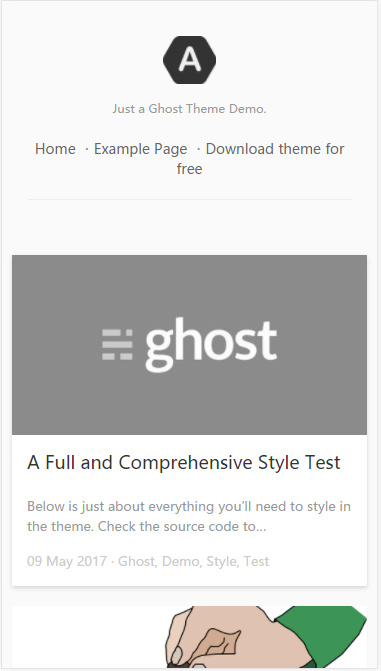 A
Just a Ghost Theme Demo.
Home · Example Page · Download theme for
free
ghost
A Full and Comprehensive Style Test
Below is just about everything you'll need to style in
the theme. Check the source code to...
09 May 2017 · Ghost, Demo, Style, Test